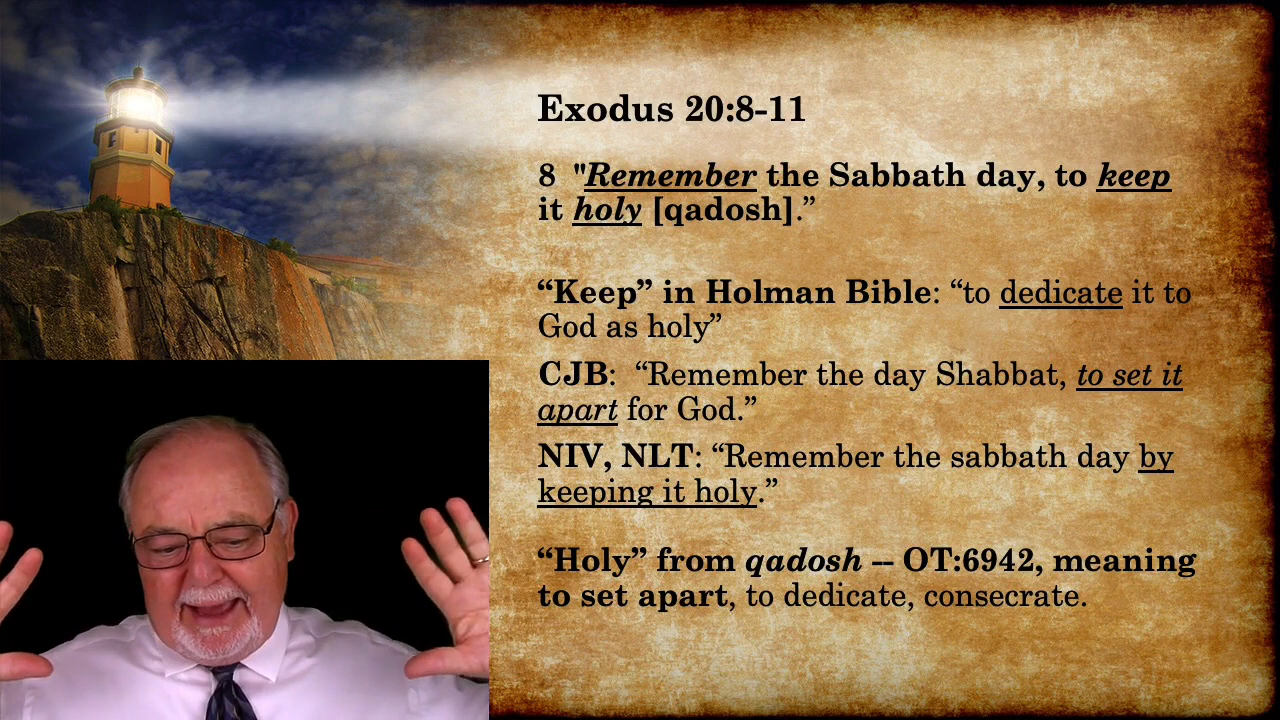 Exodus 20:8-11
8 "Remember the Sabbath day, to keep
it holy [qadosh].”
“Keep” in Holman Bible: “to dedicate it to
God as holy”
CJB: “Remember the day Shabbat, to set it
apart for God.”
NIV, NLT: “Remember the sabbath day by
keeping it holy.”
“Holy” from qadosh -- OT:6942, meaning
to set apart, to dedicate, consecrate.